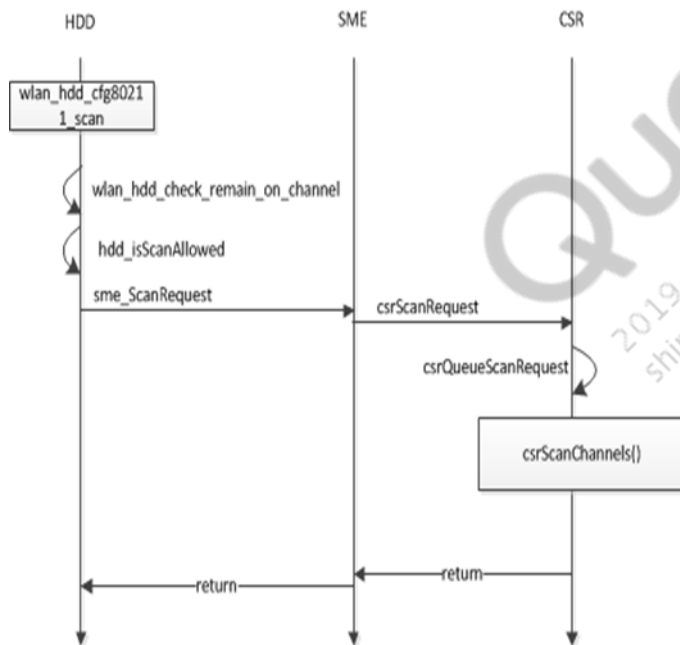 HDD SME CSR
wlan_hdd_cfg8021
1_scan
wlan_hdd_check_remain_on_channel
hdd_isScanAllowed
sme_ScanRequest
csrScanRequest
csrQueueScanRequest
csrScanChannels()
return
return
2019